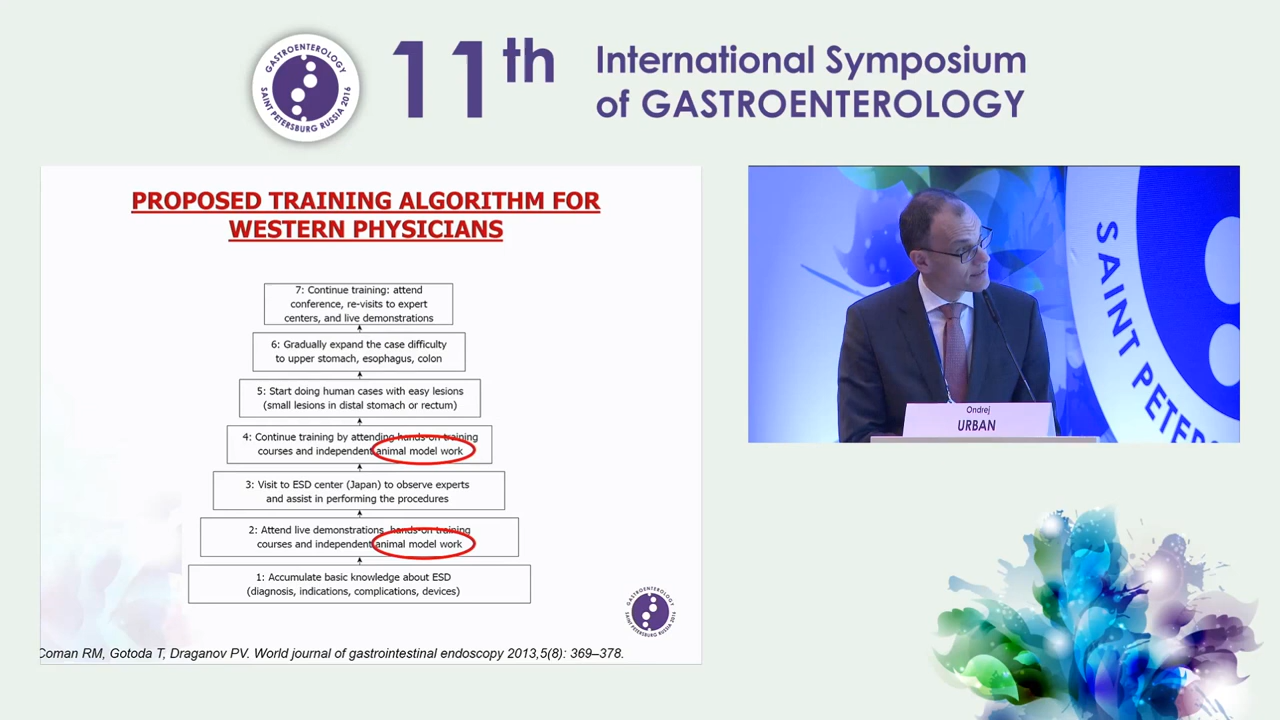 GASTROENTEROLOGY
SAINT PETERSBURG RUSSIA 2016
11th
International Symposium
of GASTROENTEROLOGY
PROPOSED TRAINING ALGORITHM FOR
WESTERN PHYSICIANS
7: Continue training: attend
conference, re-visits to expert
centers, and live demonstrations
6: Gradually expand the case difficulty
to upper stomach, esophagus, colon
5: Start doing human cases with easy lesions
(small lesions in distal stomach or rectum)
4: Continue training by attending hands-on training
courses and independent animal model work
3: Visit to ESD center (Japan) to observe experts
and assist in performing the procedures
2: Attend live demonstrations, hands-on training
courses and independent animal model work
1: Accumulate basic knowledge about ESD
(diagnosis, indications, complications, devices)
GASTROENTEROLOGY
SAINT PETERSBURG RUSSIA 2016
Coman RM, Gotoda T, Draganov PV. World journal of gastrointestinal endoscopy 2013,5(8): 369–378.
SAINT PETER
Ondrej
URBAN